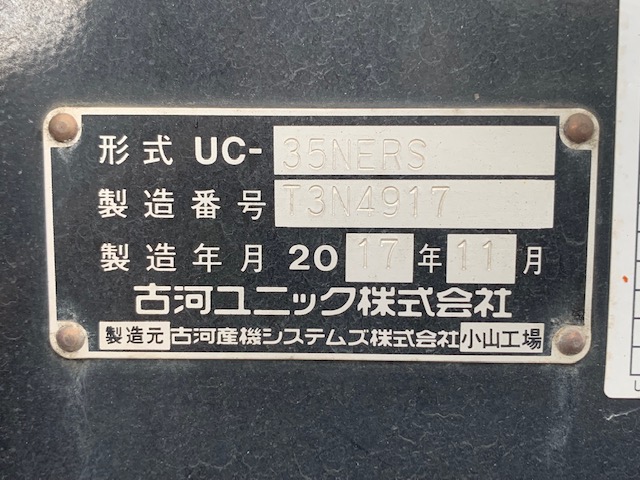 形式 UC- 35NERS
製造番号 T3N4917
製造年月 2017年11月
古河ユニック株式会社
製造元 古河産機システムズ株式会社 小山工場